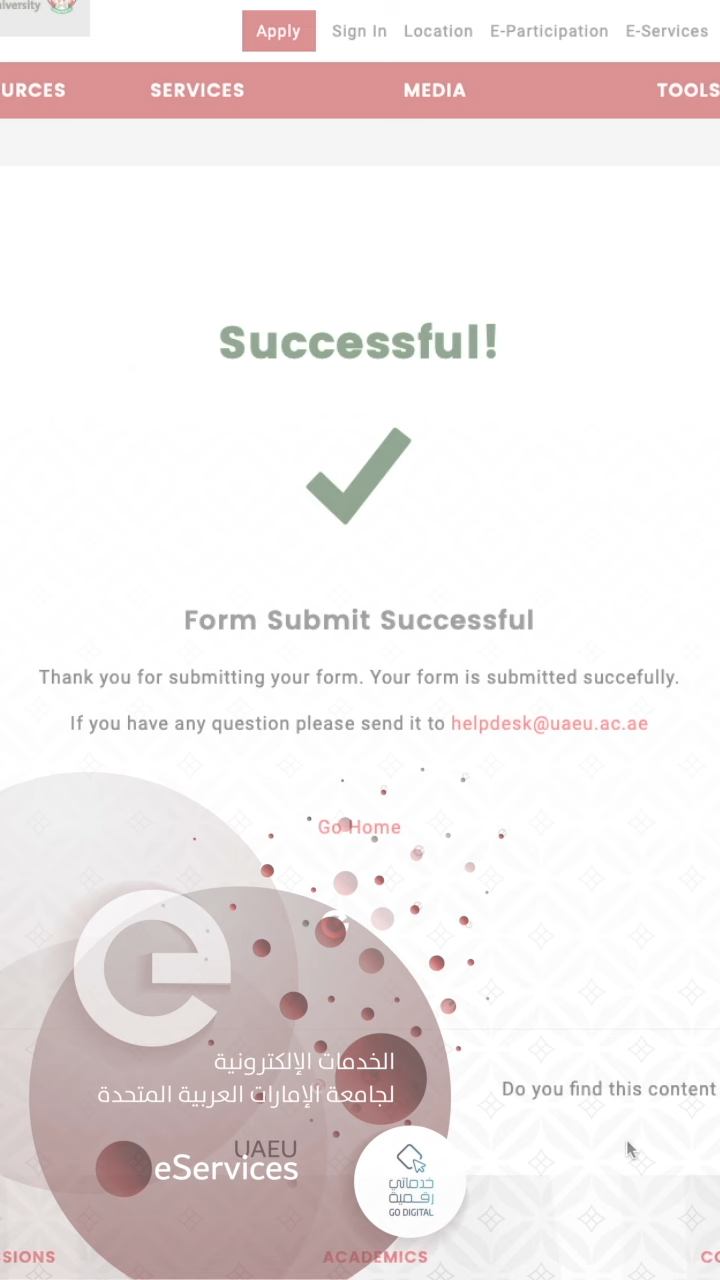 iversity
Apply Sign In Location E-Participation E-Services
URCES SERVICES MEDIA TOOLS
Successful!
Form Submit Successful
Thank you for submitting your form. Your form is submitted succefully.
If you have any question please send it to helpdesk@uaeu.ac.ae
Go Home
e
الخدمات الإلكترونية
لجامعة الإمارات العربية المتحدة
Do you find this content
UAEU
eServices
خدماتي
رقمية
GO DIGITAL
SIONS ACADEMICS CO